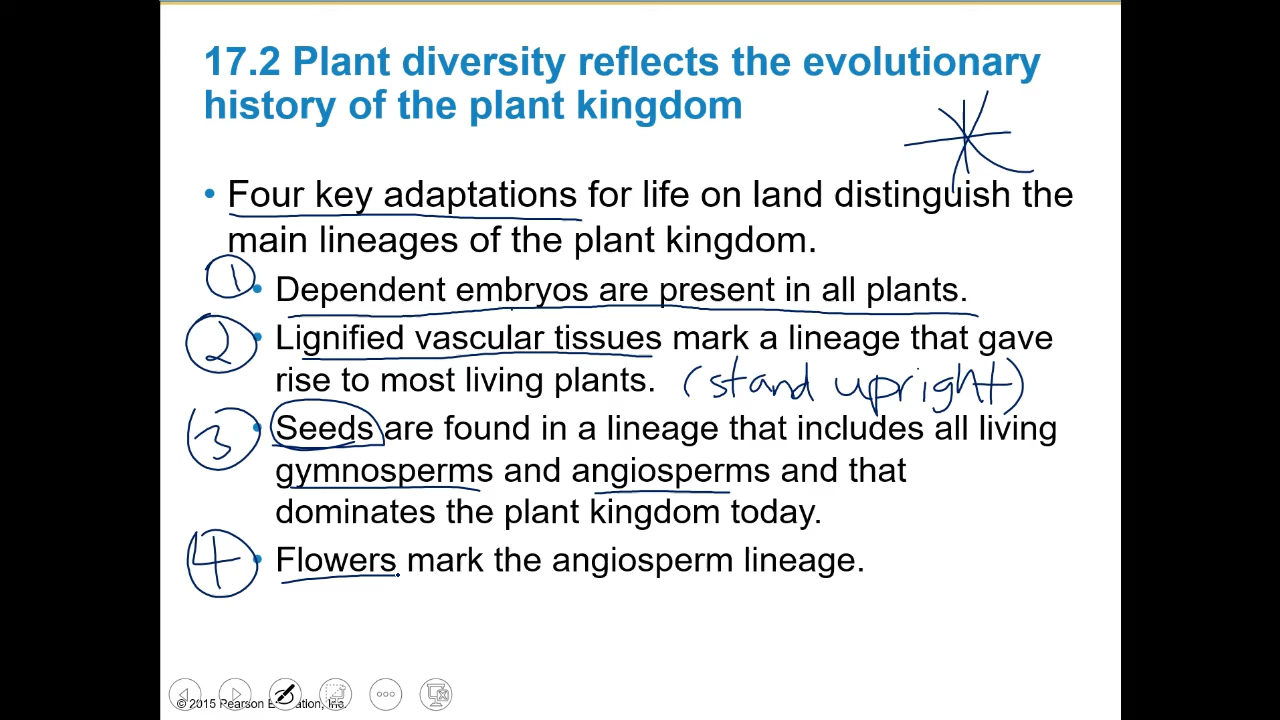 17.2 Plant diversity reflects the evolutionary
history of the plant kingdom
• Four key adaptations for life on land distinguish the
main lineages of the plant kingdom.
1 • Dependent embryos are present in all plants.
2 • Lignified vascular tissues mark a lineage that gave
rise to most living plants. (stand upright)
3 • Seeds are found in a lineage that includes all living
gymnosperms and angiosperms and that
dominates the plant kingdom today.
4 • Flowers mark the angiosperm lineage.
© 2015 Pearson Inc.